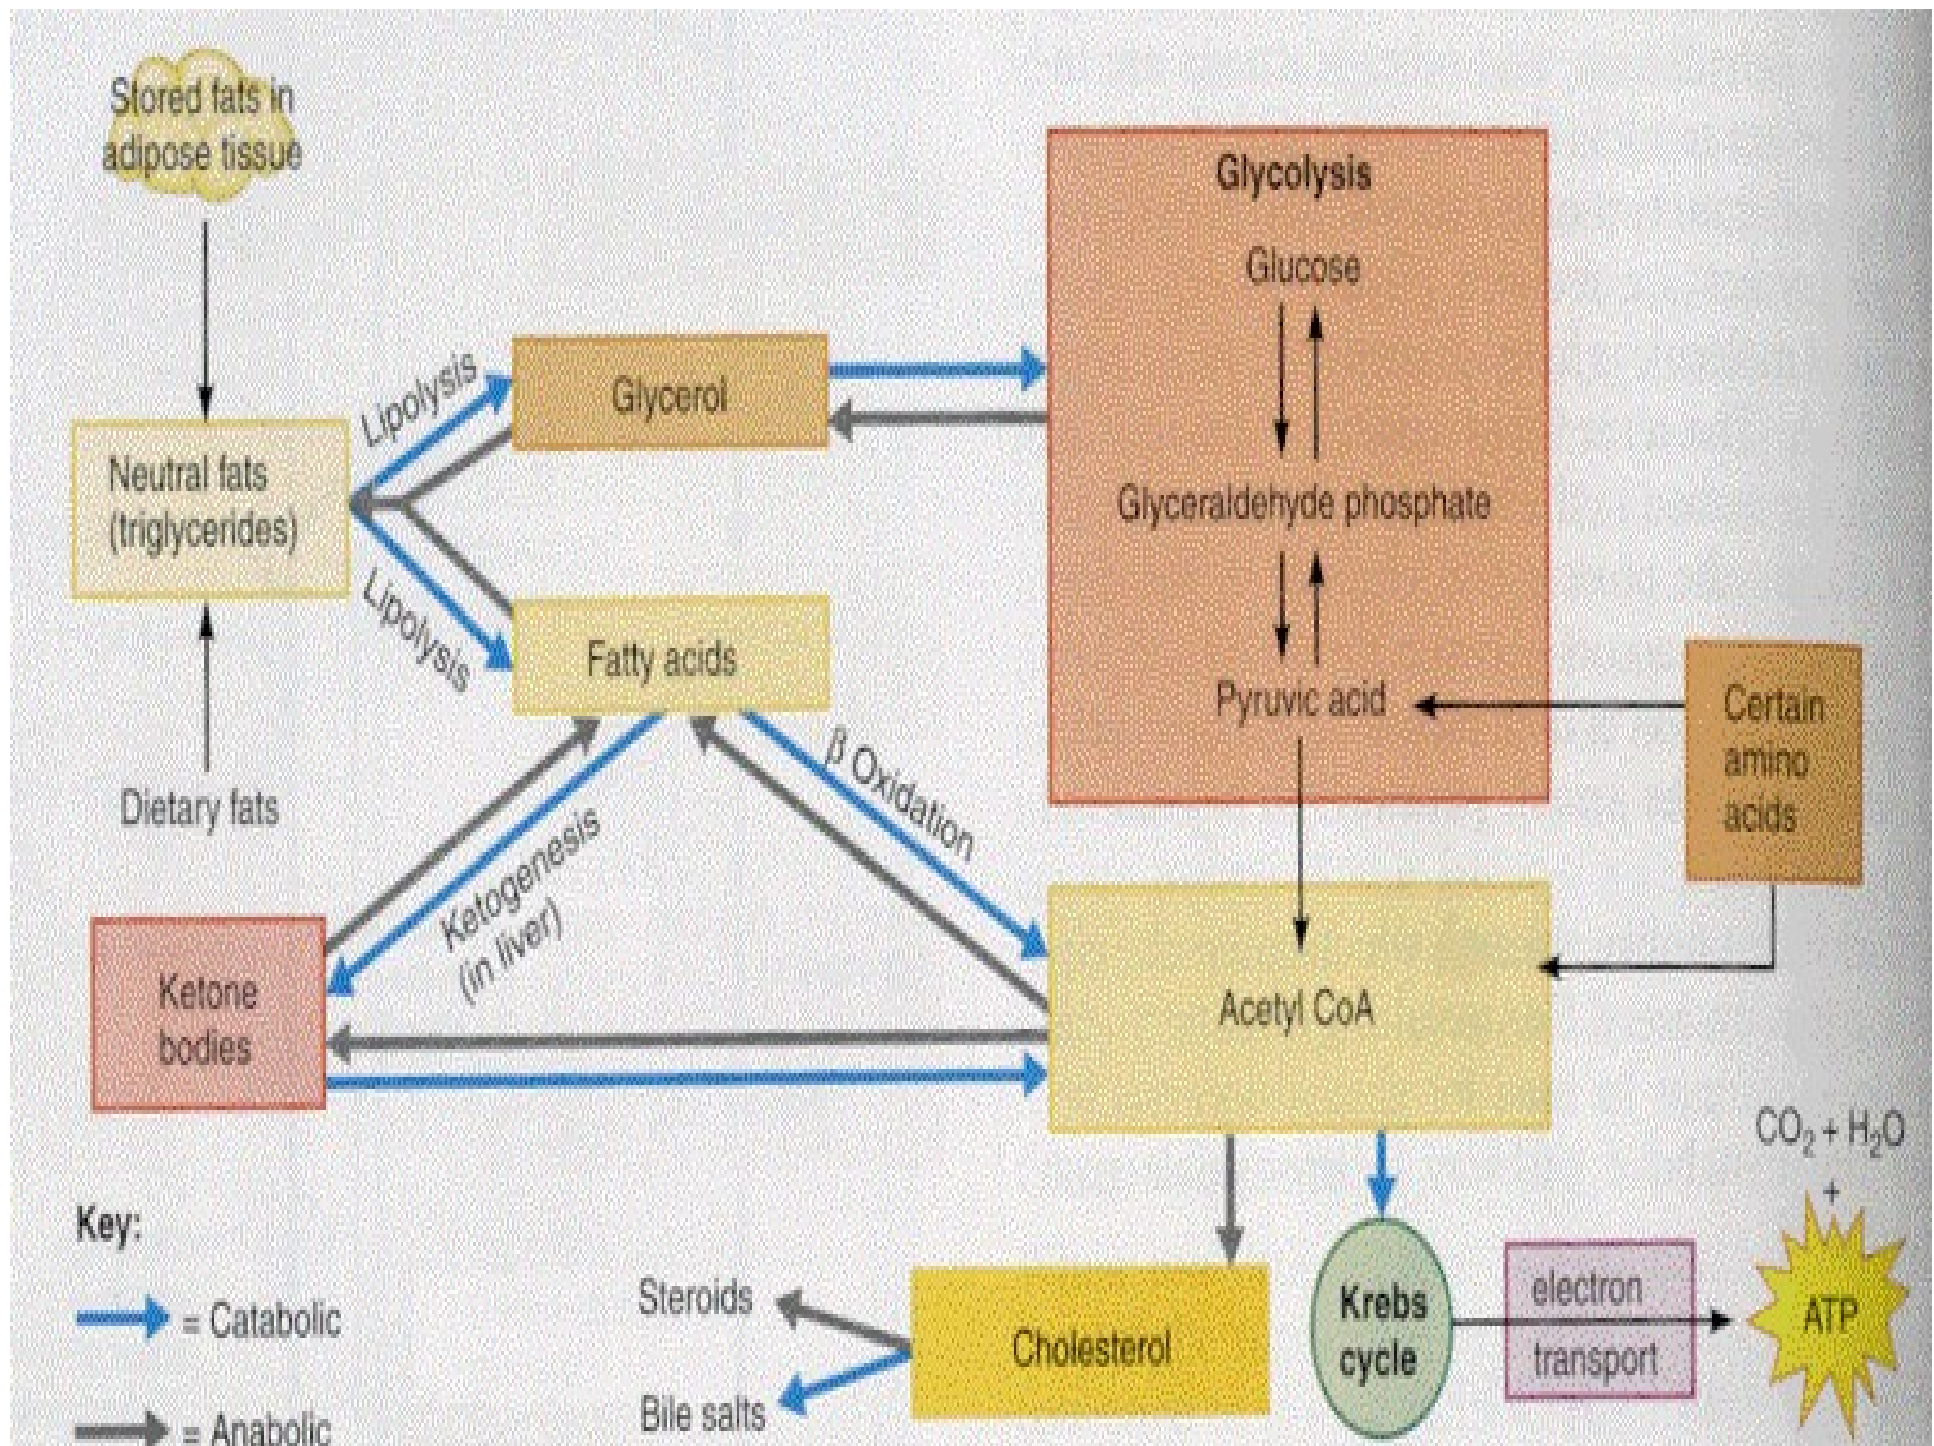 Stored fats in
adipose tissue
Glycolysis
Glucose
Lipolysis
Glycerol
Neutral fats
(triglycerides)
Glyceraldehyde phosphate
Lipolysis
Fatty acids
Pyruvic acid
Certain
amino
acids
Dietary fats
β Oxidation
Ketogenesis
(in liver)
Ketone
bodies
Acetyl CoA
CO₂ + H₂O
+
Key:
= Catabolic
= Anabolic
Steroids
Bile salts
Cholesterol
Krebs
cycle
electron
transport
ATP